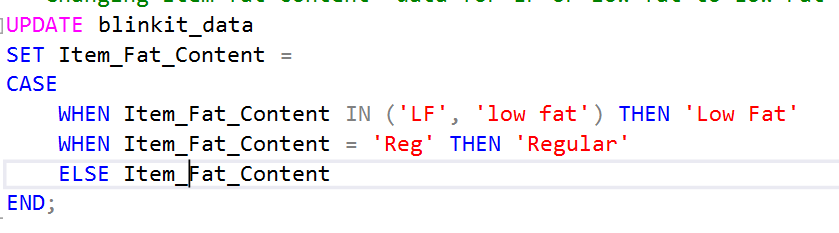 UPDATE blinkit_data
SET Item_Fat_Content =
CASE
    WHEN Item_Fat_Content IN ('LF', 'low fat') THEN 'Low Fat'
    WHEN Item_Fat_Content = 'Reg' THEN 'Regular'
    ELSE Item_Fat_Content
END;